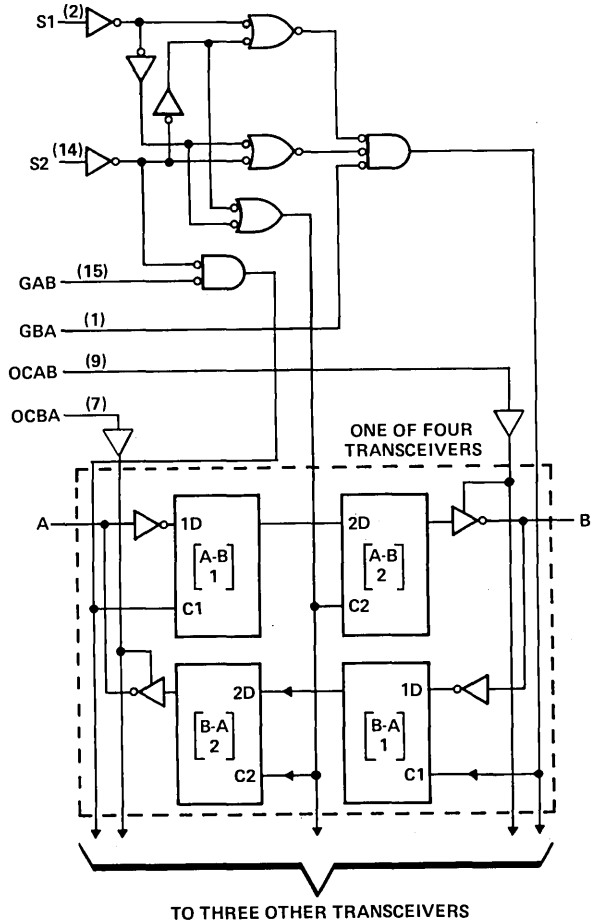 S1 (2)
S2 (14)
GAB (15)
GBA (1)
OCAB (9)
OCBA (7)
ONE OF FOUR
TRANSCEIVERS
A
1D
[A-B
1]
C1
2D
[A-B
2]
C2
B
2D
[B-A
2]
C2
1D
[B-A
1]
C1
TO THREE OTHER TRANSCEIVERS